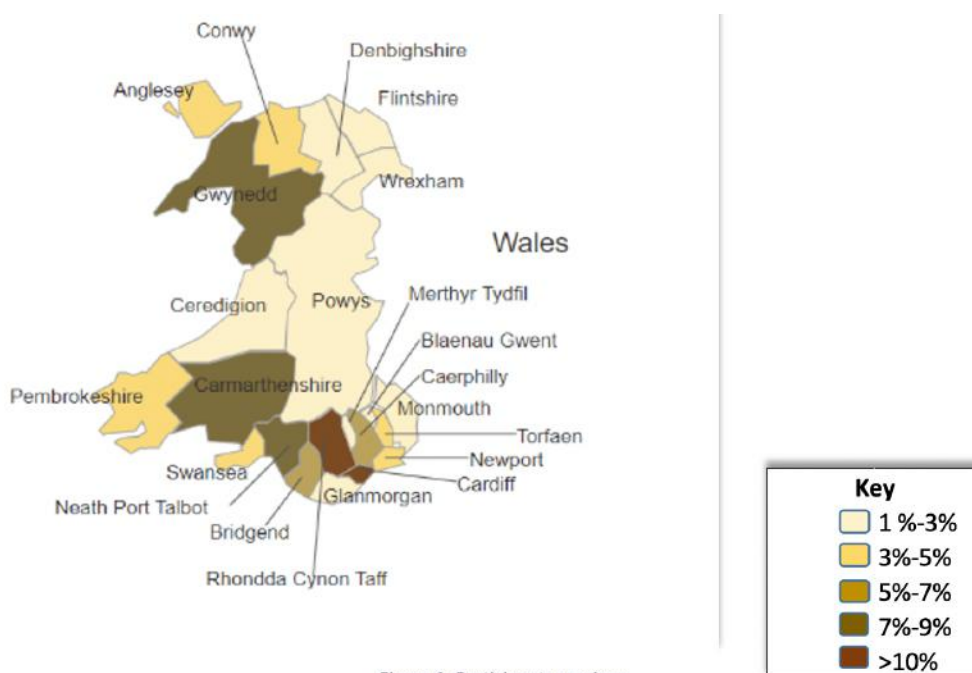 Conwy
Denbighshire
Anglesey
Flintshire
Wrexham
Gwynedd
Wales
Merthyr Tydfil
Ceredigion
Powys
Blaenau Gwent
Caerphilly
Pembrokeshire
Carmarthenshire
Monmouth
Torfaen
Newport
Swansea
Cardiff
Glanmorgan
Neath Port Talbot
Bridgend
Rhondda Cynon Taff
Key
1 %-3%
3%-5%
5%-7%
7%-9%
>10%